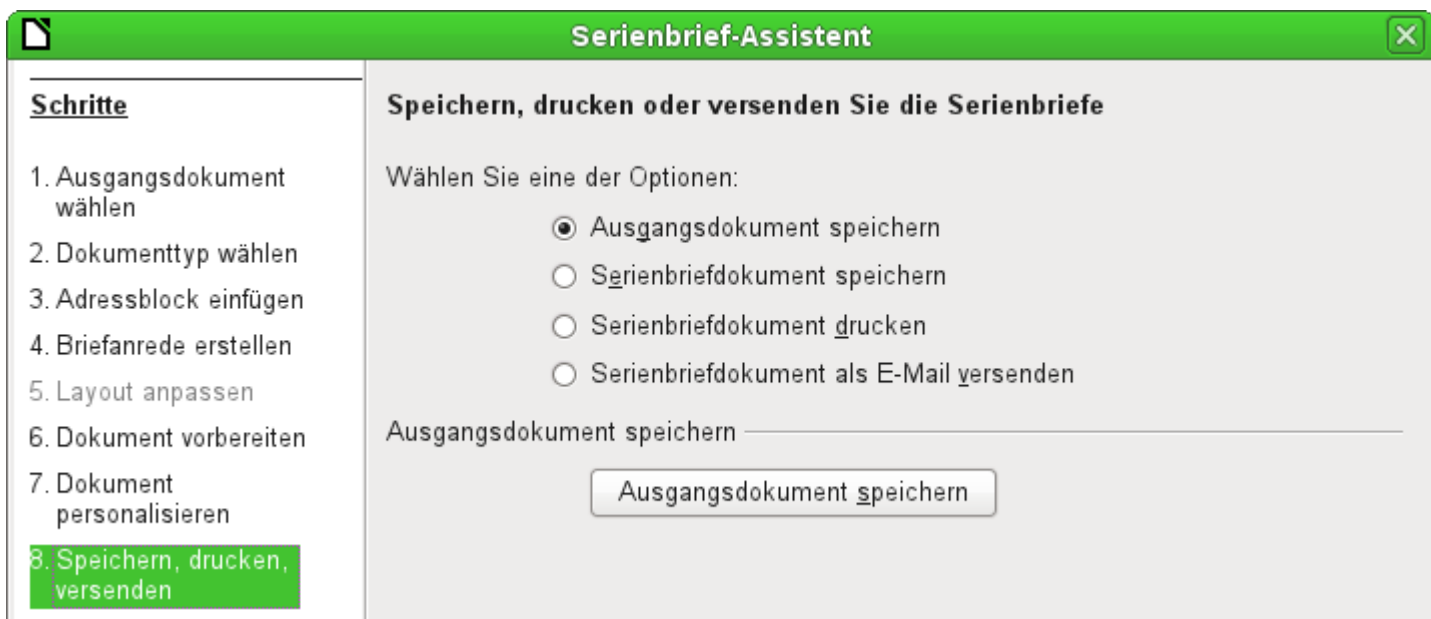 Serienbrief-Assistent
Schritte
1. Ausgangsdokument
wählen
2. Dokumenttyp wählen
3. Adressblock einfügen
4. Briefanrede erstellen
5. Layout anpassen
6. Dokument vorbereiten
7. Dokument
personalisieren
8. Speichern, drucken,
versenden
Speichern, drucken oder versenden Sie die Serienbriefe
Wählen Sie eine der Optionen:
Ausgangsdokument speichern
Serienbriefdokument speichern
Serienbriefdokument drucken
Serienbriefdokument als E-Mail versenden
Ausgangsdokument speichern
Ausgangsdokument speichern